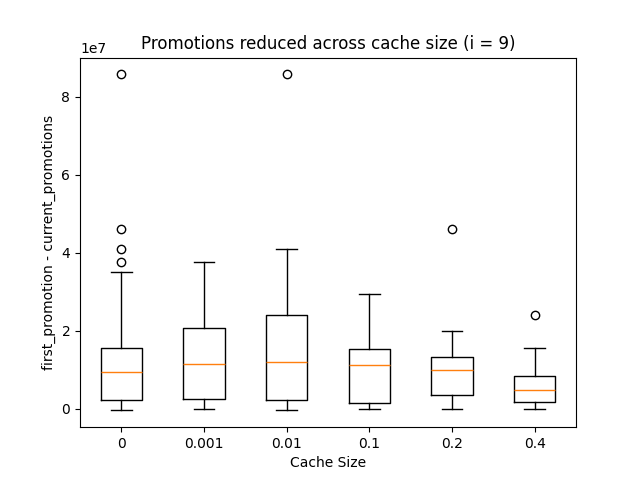 Promotions reduced across cache size (i = 9)
1e7
8
6
4
2
0
first_promotion - current_promotions
0 0.001 0.01 0.1 0.2 0.4
Cache Size